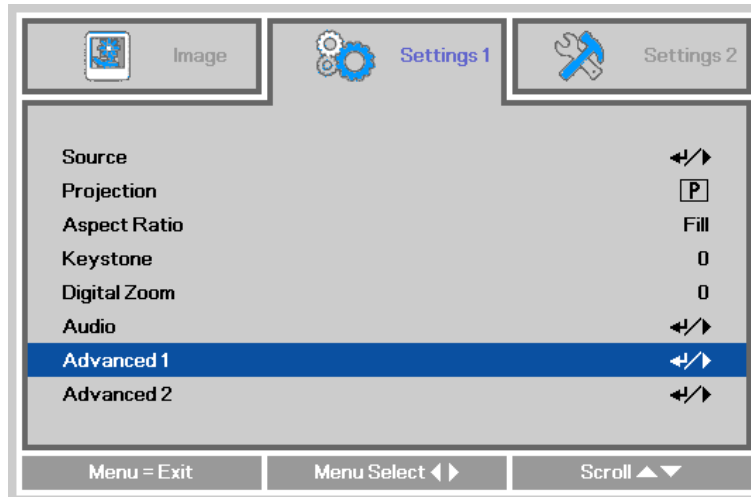 Image
Settings 1
Settings 2
Source ↵/▶
Projection P
Aspect Ratio Fill
Keystone 0
Digital Zoom 0
Audio ↵/▶
Advanced 1 ↵/▶
Advanced 2 ↵/▶
Menu = Exit
Menu Select ◀ ▶
Scroll ▲▼